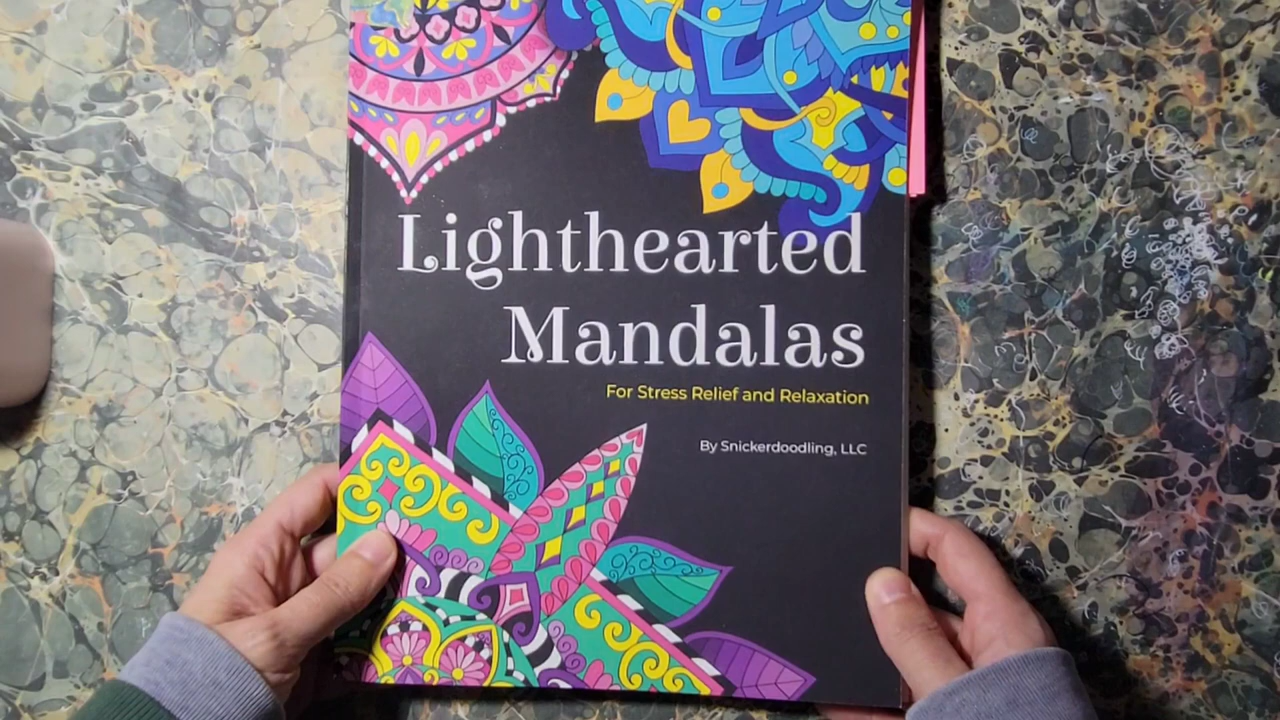 Lighthearted
Mandalas
For Stress Relief and Relaxation
By Snickerdoodling, LLC